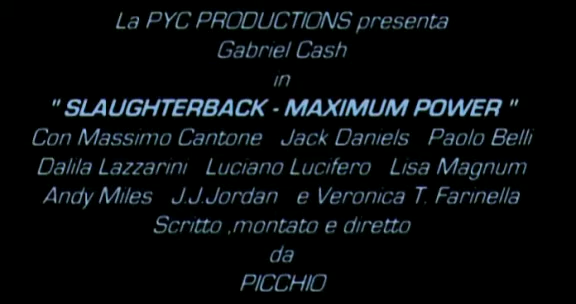 La PYC PRODUCTIONS presenta
Gabriel Cash
in
" SLAUGHTERBACK - MAXIMUM POWER "
Con Massimo Cantone Jack Daniels Paolo Belli
Dalila Lazzarini Luciano Lucifero Lisa Magnum
Andy Miles J.J.Jordan e Veronica T. Farinella
Scritto ,montato e diretto
da
PICCHIO